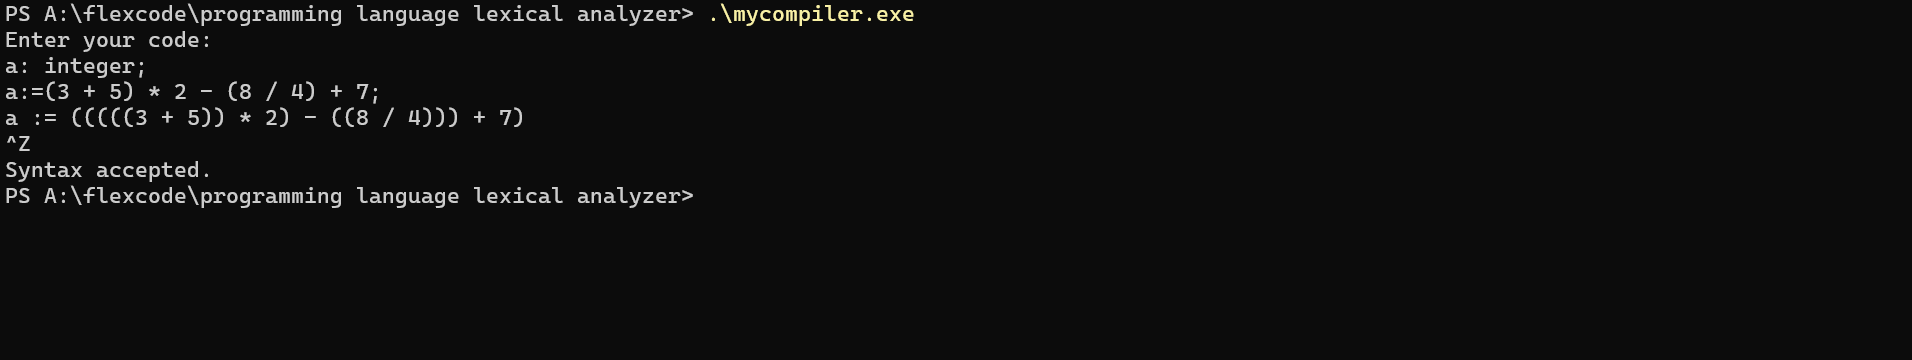 PS A:\flexcode\programming language lexical analyzer> .\mycompiler.exe
Enter your code:
a: integer;
a:=(3 + 5) * 2 - (8 / 4) + 7;
a := (((((3 + 5)) * 2) - ((8 / 4))) + 7)
^Z
Syntax accepted.
PS A:\flexcode\programming language lexical analyzer>